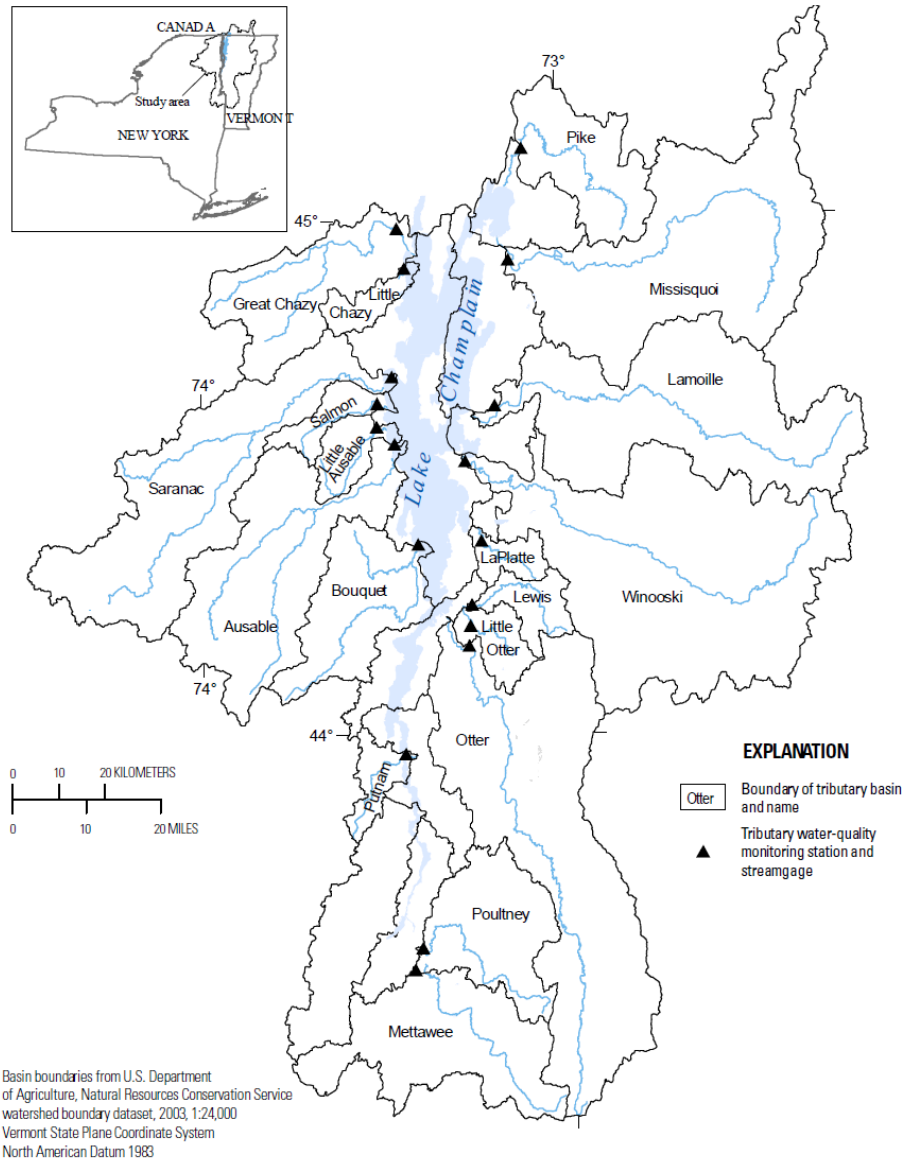 CANADA
Study area
VERMONT
NEW YORK
73°
Pike
45°
Missisquoi
Great Chazy
Little
Chazy
Lake Champlain
Lamoille
74°
Salmon
Little
Ausable
Saranac
LaPlatte
Bouquet
Lewis
Winooski
Little
Otter
Ausable
74°
44°
Otter
Putnam
0 10 20 KILOMETERS
0 10 20 MILES
EXPLANATION
Otter
Boundary of tributary basin
and name
Tributary water-quality
monitoring station and
streamgage
Poultney
Mettawee
Basin boundaries from U.S. Department
of Agriculture, Natural Resources Conservation Service
watershed boundary dataset, 2003, 1:24,000
Vermont State Plane Coordinate System
North American Datum 1983